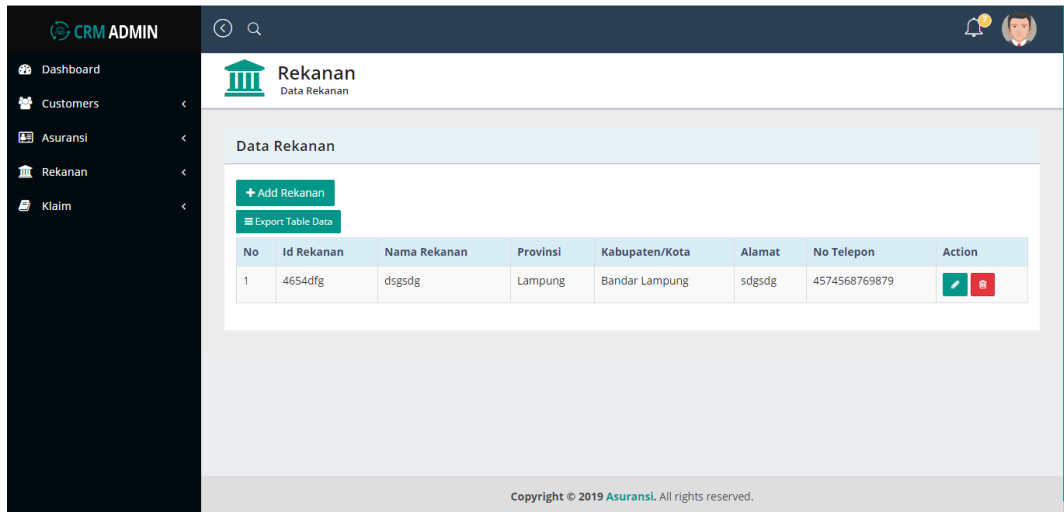 CRM ADMIN
7
Dashboard
Customers
Asuransi
Rekanan
Klaim
Rekanan
Data Rekanan
Data Rekanan
Add Rekanan
Export Table Data
No Id Rekanan Nama Rekanan Provinsi Kabupaten/Kota Alamat No Telepon Action
1 4654dfg dsgsdg Lampung Bandar Lampung sdgsdg 4574568769879
Copyright © 2019 Asuransi. All rights reserved.